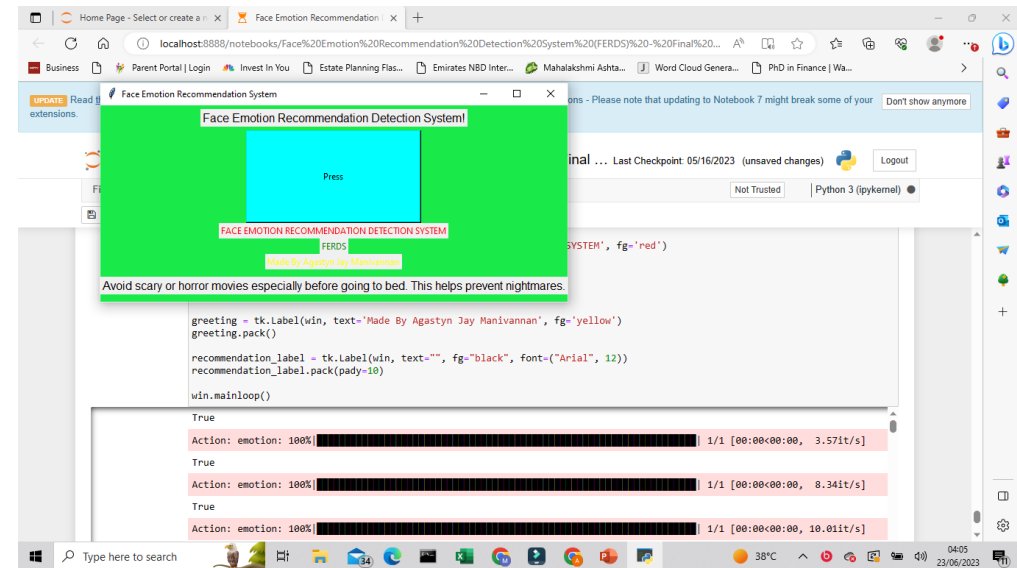 Home Page - Select or create a n
Face Emotion Recommendation D
localhost:8888/notebooks/Face%20Emotion%20Recommendation%20Detection%20System%20(FERDS)%20-%20Final%20...
Business
Parent Portal | Login
Invest In You
Estate Planning Flas...
Emirates NBD Inter...
Mahalakshmi Ashta...
Word Cloud Genera...
PhD in Finance | Wa...
UPDATE Read
ons - Please note that updating to Notebook 7 might break some of your
extensions.
Don't show anymore
Face Emotion Recommendation System
Face Emotion Recommendation Detection System!
Press
FACE EMOTION RECOMMENDATION DETECTION SYSTEM
FERDS
Made By Agastyn Jay Manivannan
Avoid scary or horror movies especially before going to bed. This helps prevent nightmares.
inal ... Last Checkpoint: 05/16/2023 (unsaved changes)
Logout
Fi
Not Trusted
Python 3 (ipykernel)
SYSTEM', fg='red')
greeting = tk.Label(win, text='Made By Agastyn Jay Manivannan', fg='yellow')
greeting.pack()
recommendation_label = tk.Label(win, text="", fg="black", font=("Arial", 12))
recommendation_label.pack(pady=10)
win.mainloop()
True
Action: emotion: 100%| | 1/1 [00:00<00:00, 3.57it/s]
True
Action: emotion: 100%| | 1/1 [00:00<00:00, 8.34it/s]
True
Action: emotion: 100%| | 1/1 [00:00<00:00, 10.01it/s]
Type here to search
34
38°C
04:05
23/06/2023
11